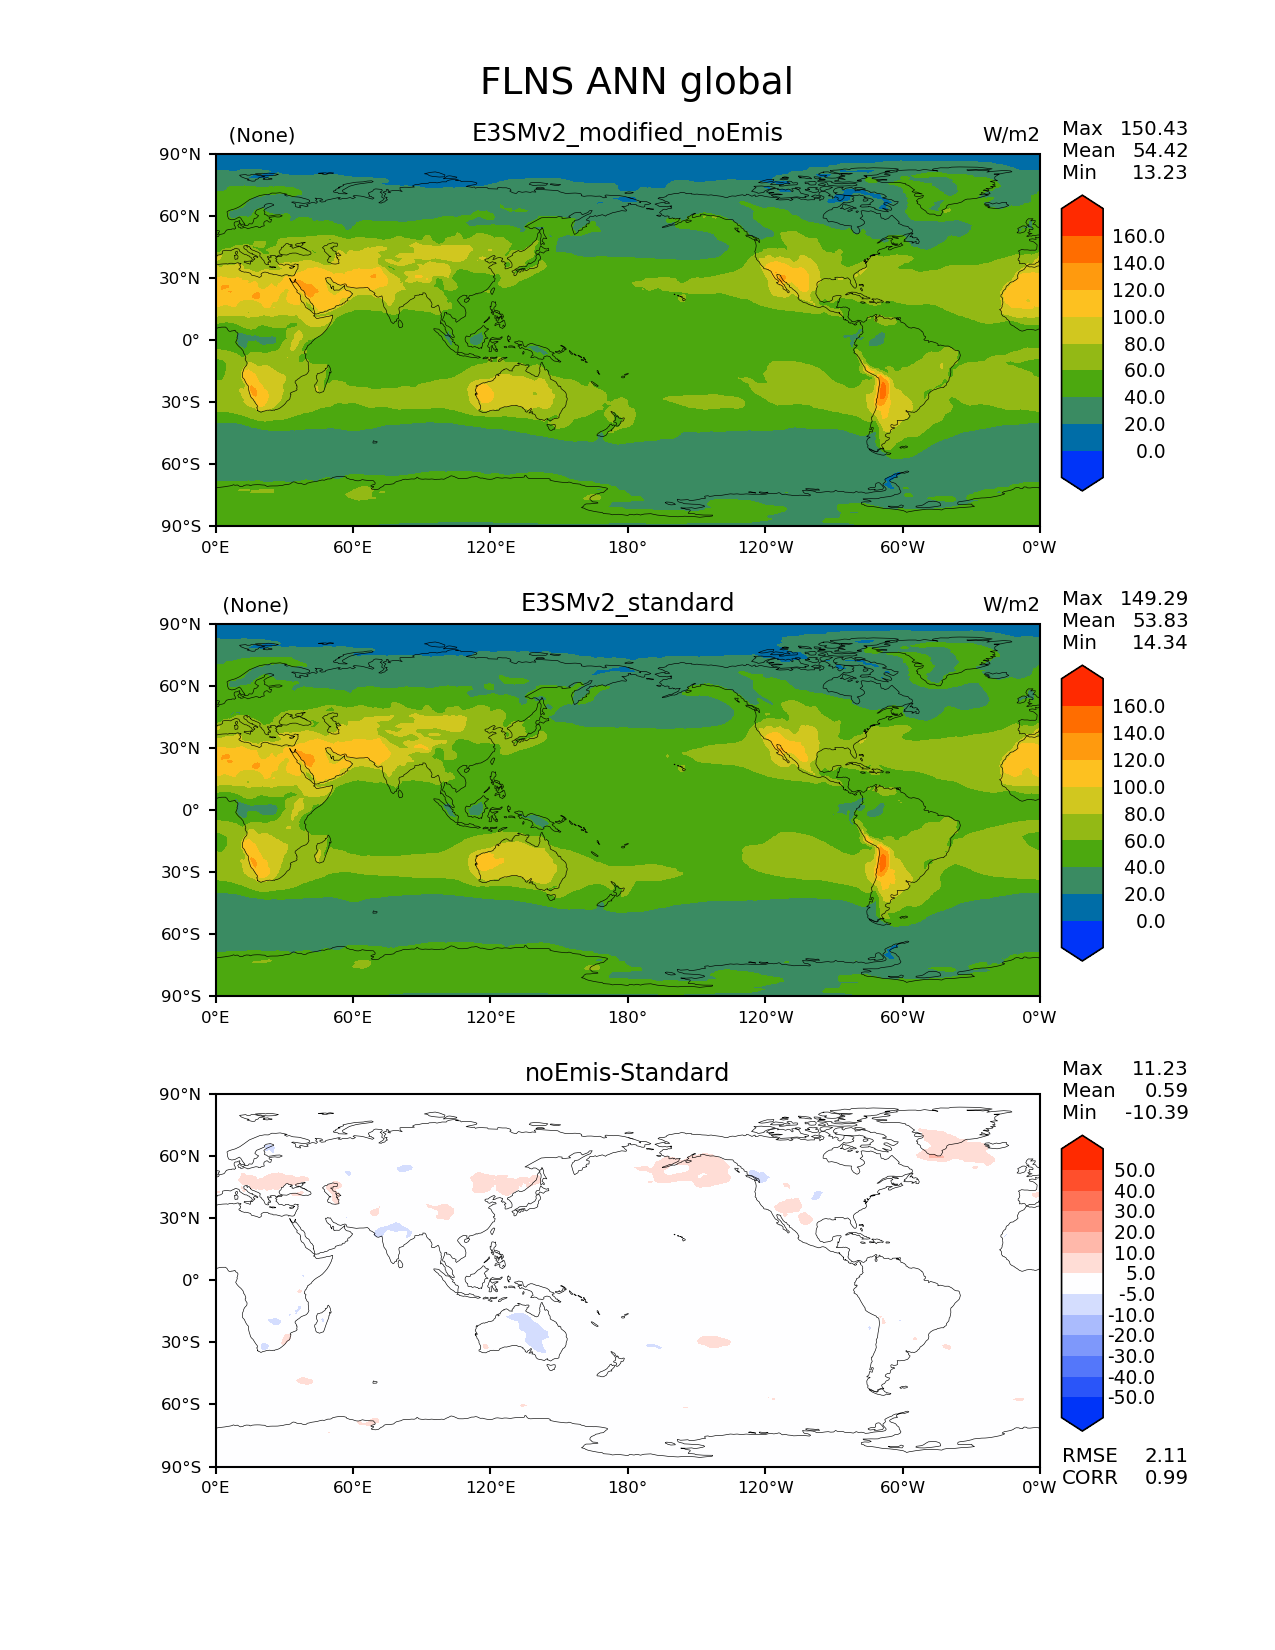 FLNS ANN global
(None) E3SMv2_modified_noEmis W/m2
Max 150.43
Mean 54.42
Min 13.23
90°N
60°N
30°N
0°
30°S
60°S
90°S
0°E 60°E 120°E 180° 120°W 60°W 0°W
160.0
140.0
120.0
100.0
80.0
60.0
40.0
20.0
0.0
(None) E3SMv2_standard W/m2
Max 149.29
Mean 53.83
Min 14.34
90°N
60°N
30°N
0°
30°S
60°S
90°S
0°E 60°E 120°E 180° 120°W 60°W 0°W
160.0
140.0
120.0
100.0
80.0
60.0
40.0
20.0
0.0
noEmis-Standard
Max 11.23
Mean 0.59
Min -10.39
90°N
60°N
30°N
0°
30°S
60°S
90°S
0°E 60°E 120°E 180° 120°W 60°W 0°W
50.0
40.0
30.0
20.0
10.0
5.0
-5.0
-10.0
-20.0
-30.0
-40.0
-50.0
RMSE 2.11
CORR 0.99